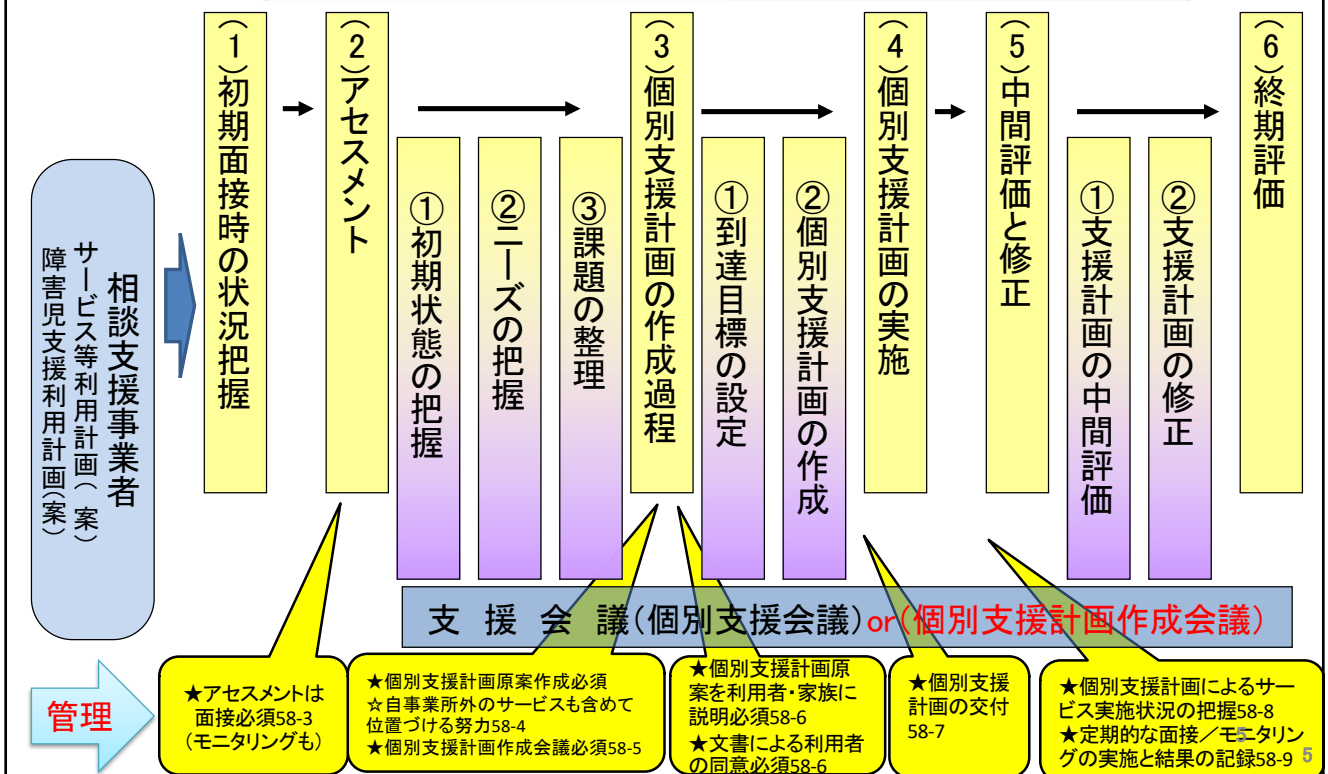 相談支援事業者
サービス等利用計画(案)
障害児支援利用計画(案)
(1)初期面接時の状況把握
(2)アセスメント
①初期状態の把握
②ニーズの把握
③課題の整理
(3)個別支援計画の作成過程
①到達目標の設定
②個別支援計画の作成
(4)個別支援計画の実施
(5)中間評価と修正
①支援計画の中間評価
②支援計画の修正
(6)終期評価
支 援 会 議(個別支援会議)or(個別支援計画作成会議)
管理
★アセスメントは
面接必須58-3
(モニタリングも)
★個別支援計画原案作成必須
☆自事業所外のサービスも含めて
位置づける努力58-4
★個別支援計画作成会議必須58-5
★個別支援計画原
案を利用者・家族に
説明必須58-6
★文書による利用者
の同意必須58-6
★個別支援
計画の交付
58-7
★個別支援計画によるサー
ビス実施状況の把握58-8
★定期的な面接/モニタリン
グの実施と結果の記録58-9
5
5